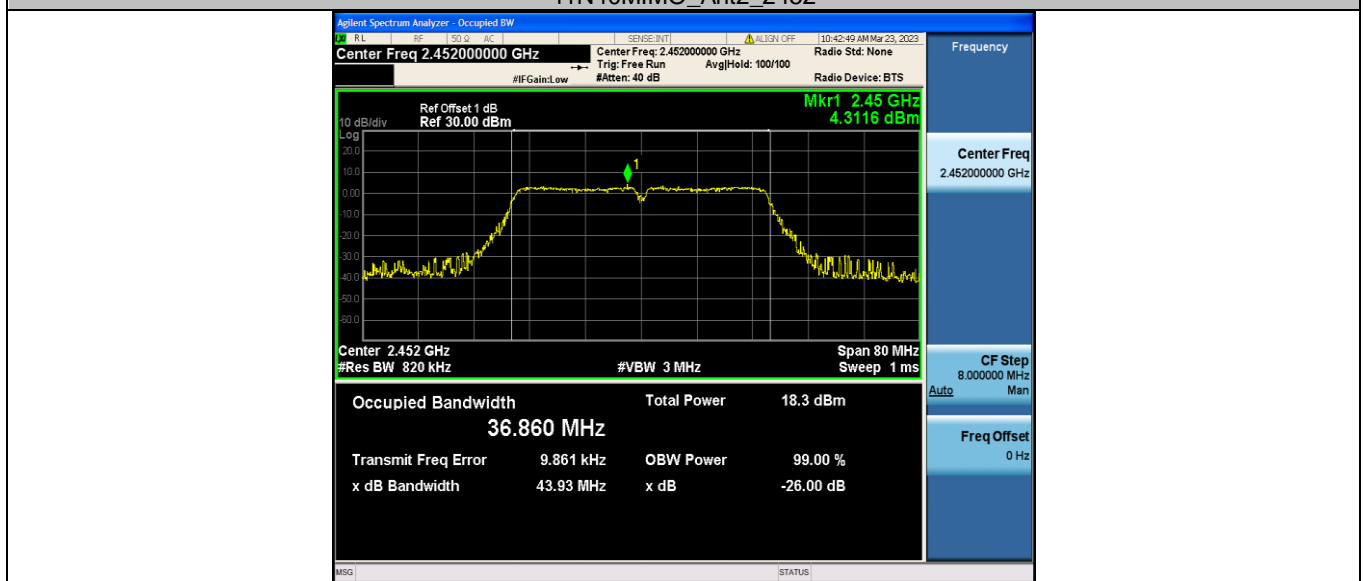 Agilent Spectrum Analyzer - Occupied BW
RL RF 50 Ω AC SENSE:INT ALIGN OFF 10:42:49 AM Mar 23, 2023
Center Freq 2.452000000 GHz
Center Freq: 2.452000000 GHz Radio Std: None
Trig: Free Run Avg|Hold: 100/100
#IFGain:Low #Atten: 40 dB Radio Device: BTS
Frequency
Ref Offset 1 dB
10 dB/div Ref 30.00 dBm
Mkr1 2.45 GHz
4.3116 dBm
Log
20.0
10.0
0.00
-10.0
-20.0
-30.0
-40.0
-50.0
-60.0
1
Center 2.452 GHz Span 80 MHz
#Res BW 820 kHz #VBW 3 MHz Sweep 1 ms
Center Freq
2.452000000 GHz
CF Step
8.000000 MHz
Auto Man
Freq Offset
0 Hz
Occupied Bandwidth Total Power 18.3 dBm
36.860 MHz
Transmit Freq Error 9.861 kHz OBW Power 99.00 %
x dB Bandwidth 43.93 MHz x dB -26.00 dB
MSG STATUS